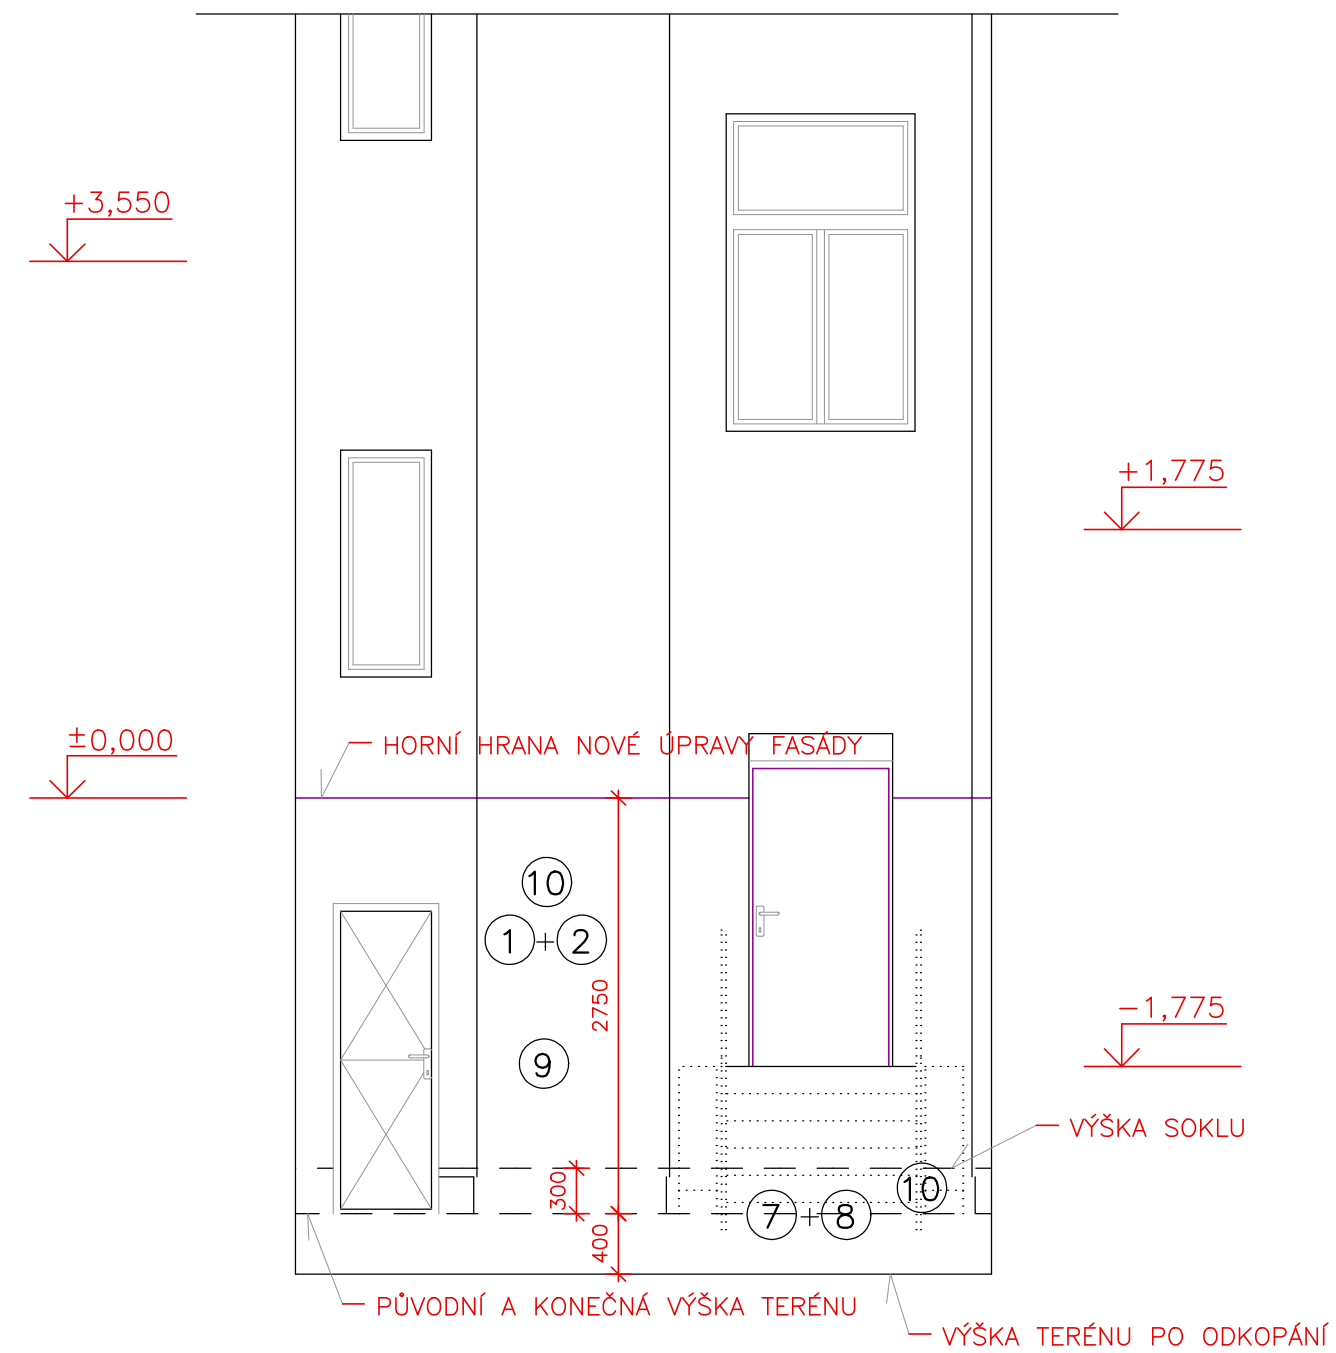 +3,550
+1,775
±0,000
HORNÍ HRANA NOVÉ ÚPRAVY FASÁDY
10
1 + 2
2750
9
-1,775
VÝŠKA SOKLU
300
10
7 + 8
400
PŮVODNÍ A KONEČNÁ VÝŠKA TERÉNU
VÝŠKA TERÉNU PO ODKOPÁNÍ